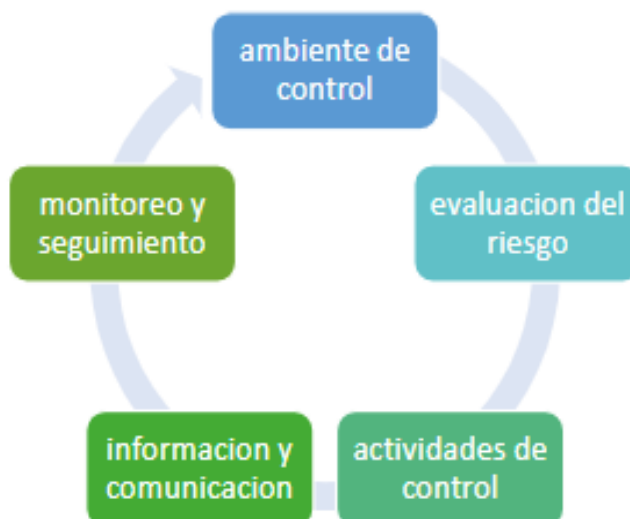 ambiente de
control
evaluacion del
riesgo
actividades de
control
informacion y
comunicacion
monitoreo y
seguimiento